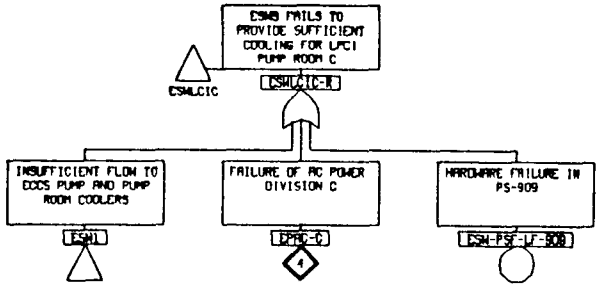 ESWB FAILS TO
PROVIDE SUFFICIENT
COOLING FOR LPCI
PUMP ROOM C
ESWLCIC
ESWLCIC-R
INSUFFICIENT FLOW TO
ECCS PUMP AND PUMP
ROOM COOLERS
FAILURE OF AC POWER
DIVISION C
HARDWARE FAILURE IN
PS-909
ESW1
EPAC-C
ESW-PSF-LF-909
4